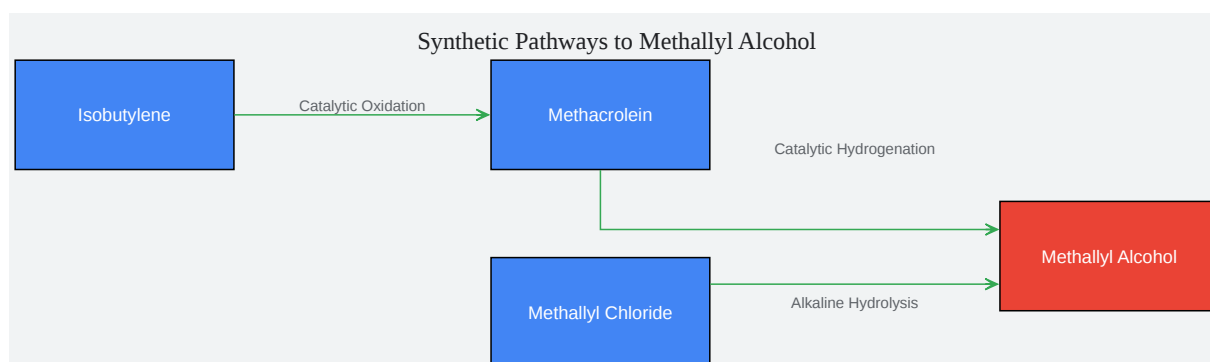 Synthetic Pathways to Methallyl Alcohol
Isobutylene
Catalytic Oxidation
Methacrolein
Catalytic Hydrogenation
Methallyl Alcohol
Methallyl Chloride
Alkaline Hydrolysis